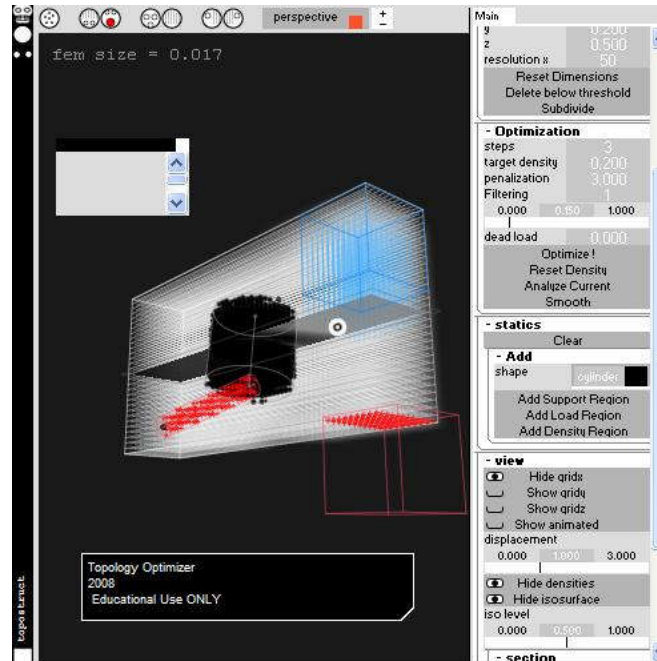 perspective
+
-
fem size = 0.017
Topology Optimizer
2008
Educational Use ONLY
topostruct
Main
y 0.200
z 0.500
resolution x 50
Reset Dimensions
Delete below threshold
Subdivide
- Optimization
steps 3
target density 0.200
penalization 3.000
Filtering 1
0.000 0.150 1.000
dead load 0.000
Optimize !
Reset Density
Analyze Current
Smooth
- statics
Clear
- Add
shape cylinder
Add Support Region
Add Load Region
Add Density Region
- view
Hide gridx
Show gridy
Show gridz
Show animated
displacement
0.000 1.000 3.000
Hide densities
Hide isosurface
iso level
0.000 0.500 1.000
- section